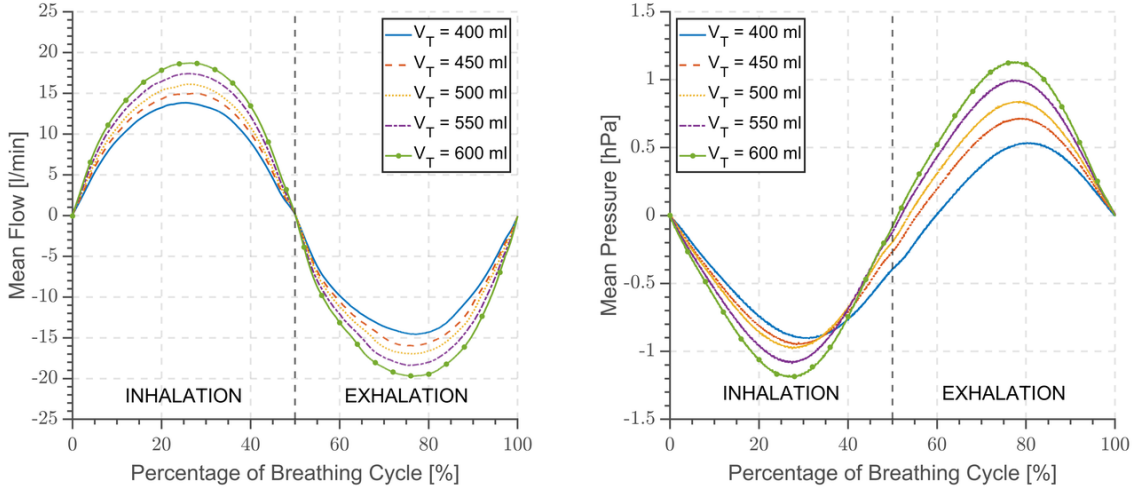 25
20
15
10
5
0
-5
-10
-15
-20
-25
Mean Flow [l/min]
V_T = 400 ml
V_T = 450 ml
V_T = 500 ml
V_T = 550 ml
V_T = 600 ml
INHALATION EXHALATION
0 20 40 60 80 100
Percentage of Breathing Cycle [%]
1.5
1
0.5
0
-0.5
-1
-1.5
Mean Pressure [hPa]
V_T = 400 ml
V_T = 450 ml
V_T = 500 ml
V_T = 550 ml
V_T = 600 ml
INHALATION EXHALATION
0 20 40 60 80 100
Percentage of Breathing Cycle [%]